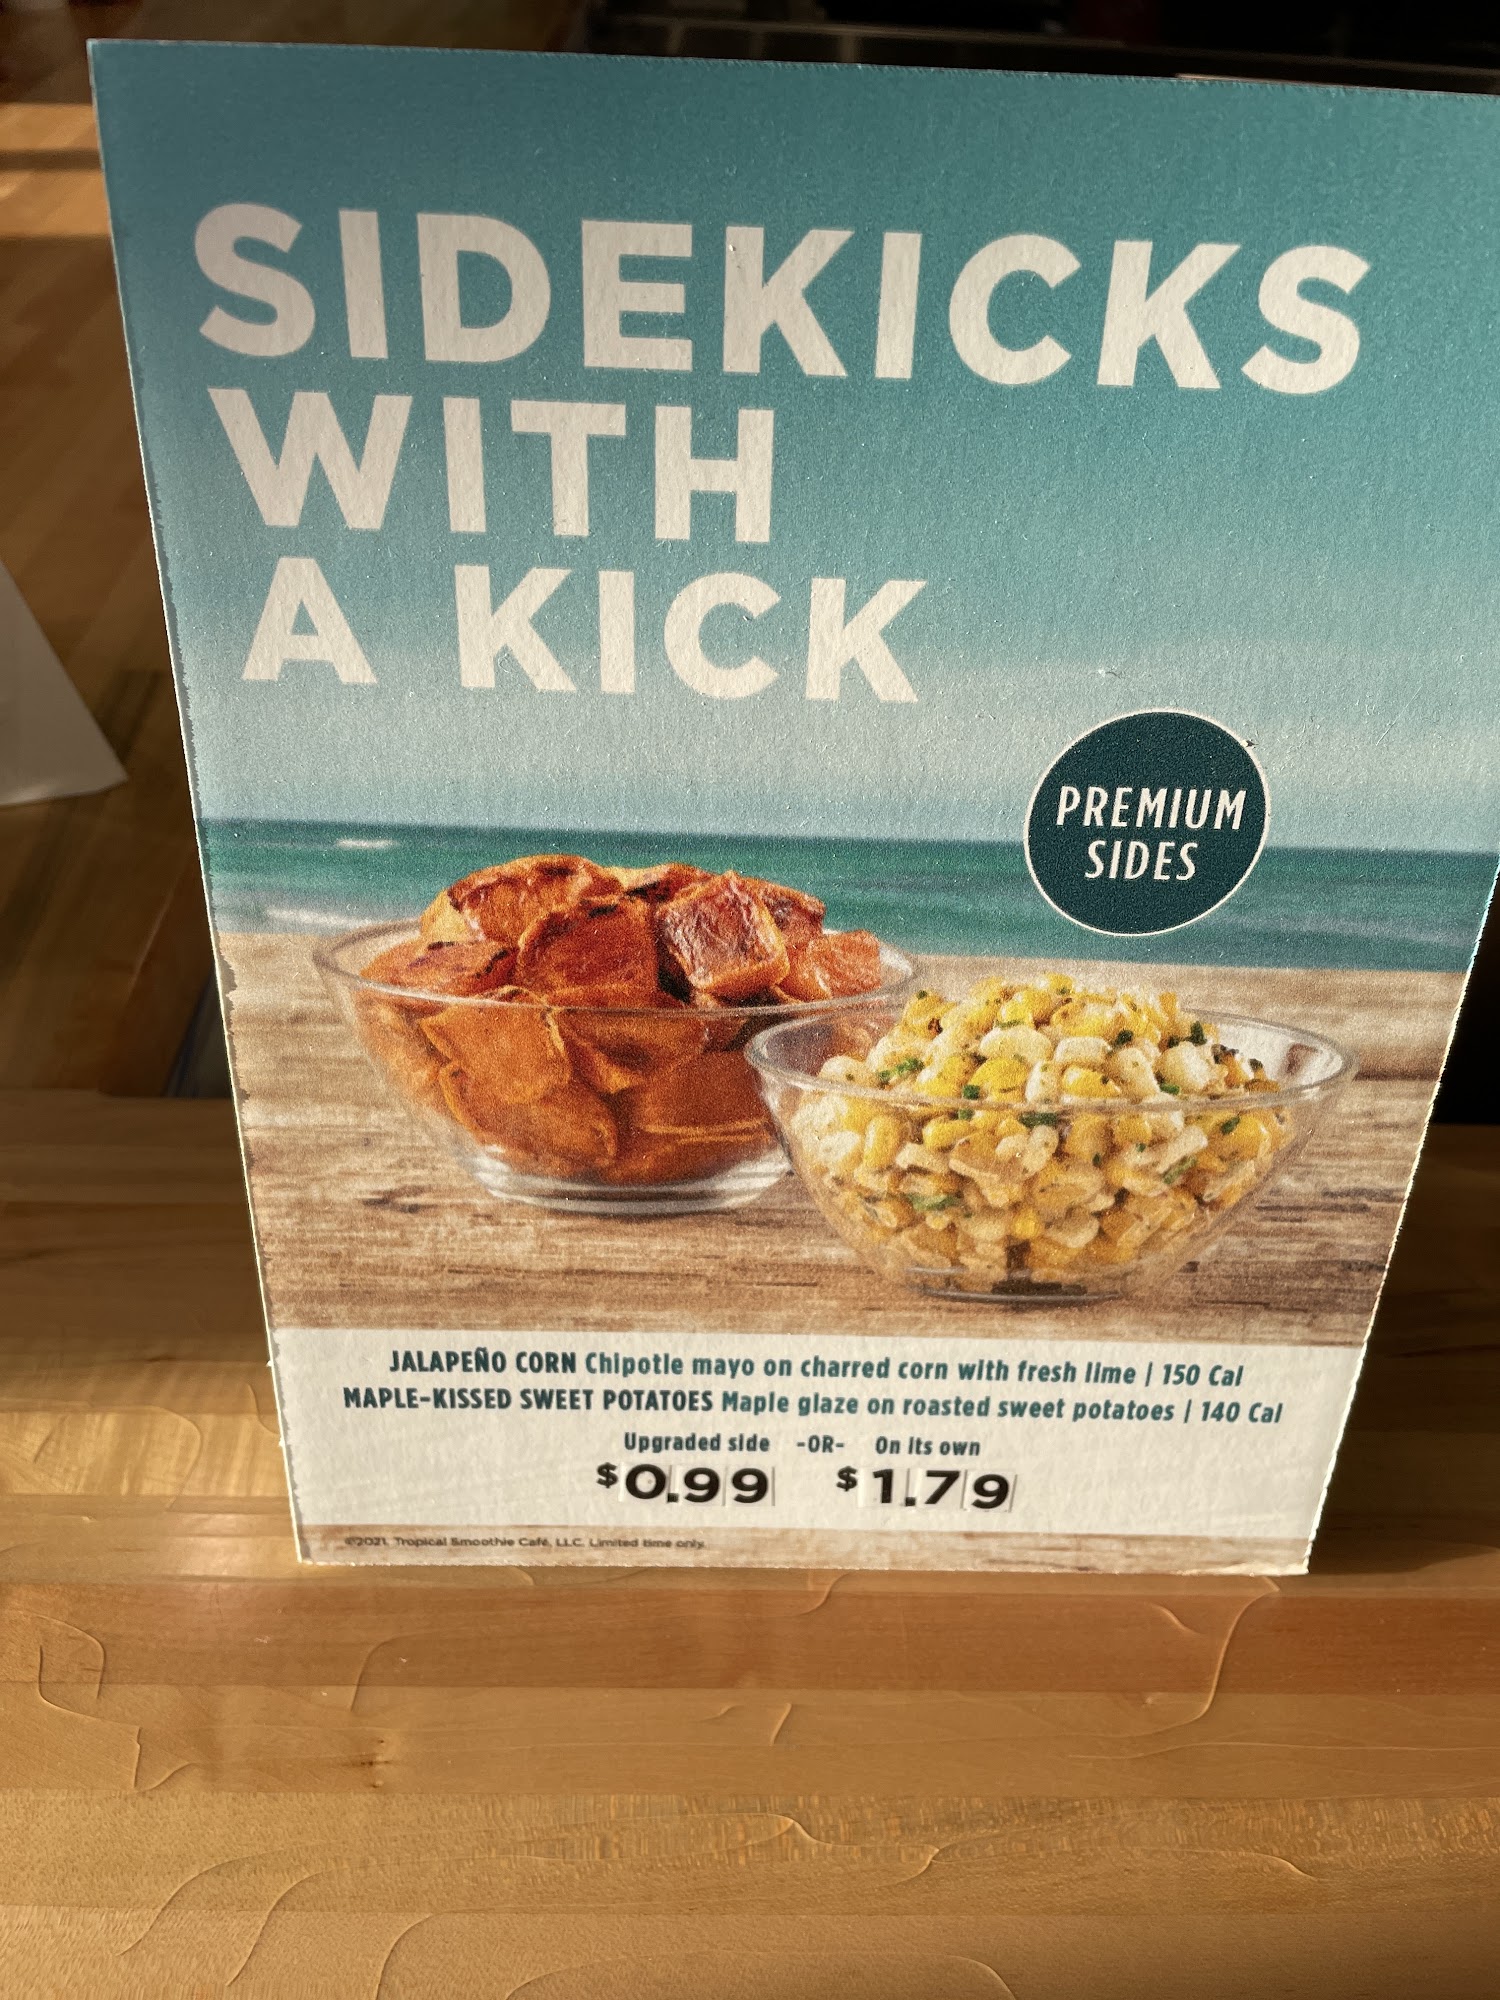 SIDEKICKS
WITH
A KICK
PREMIUM
SIDES
JALAPEÑO CORN Chipotle mayo on charred corn with fresh lime | 150 Cal
MAPLE-KISSED SWEET POTATOES Maple glaze on roasted sweet potatoes | 140 Cal
Upgraded side -OR- On its own
$0.99 $1.79
©2021, Tropical Smoothie Café, LLC. Limited time only.